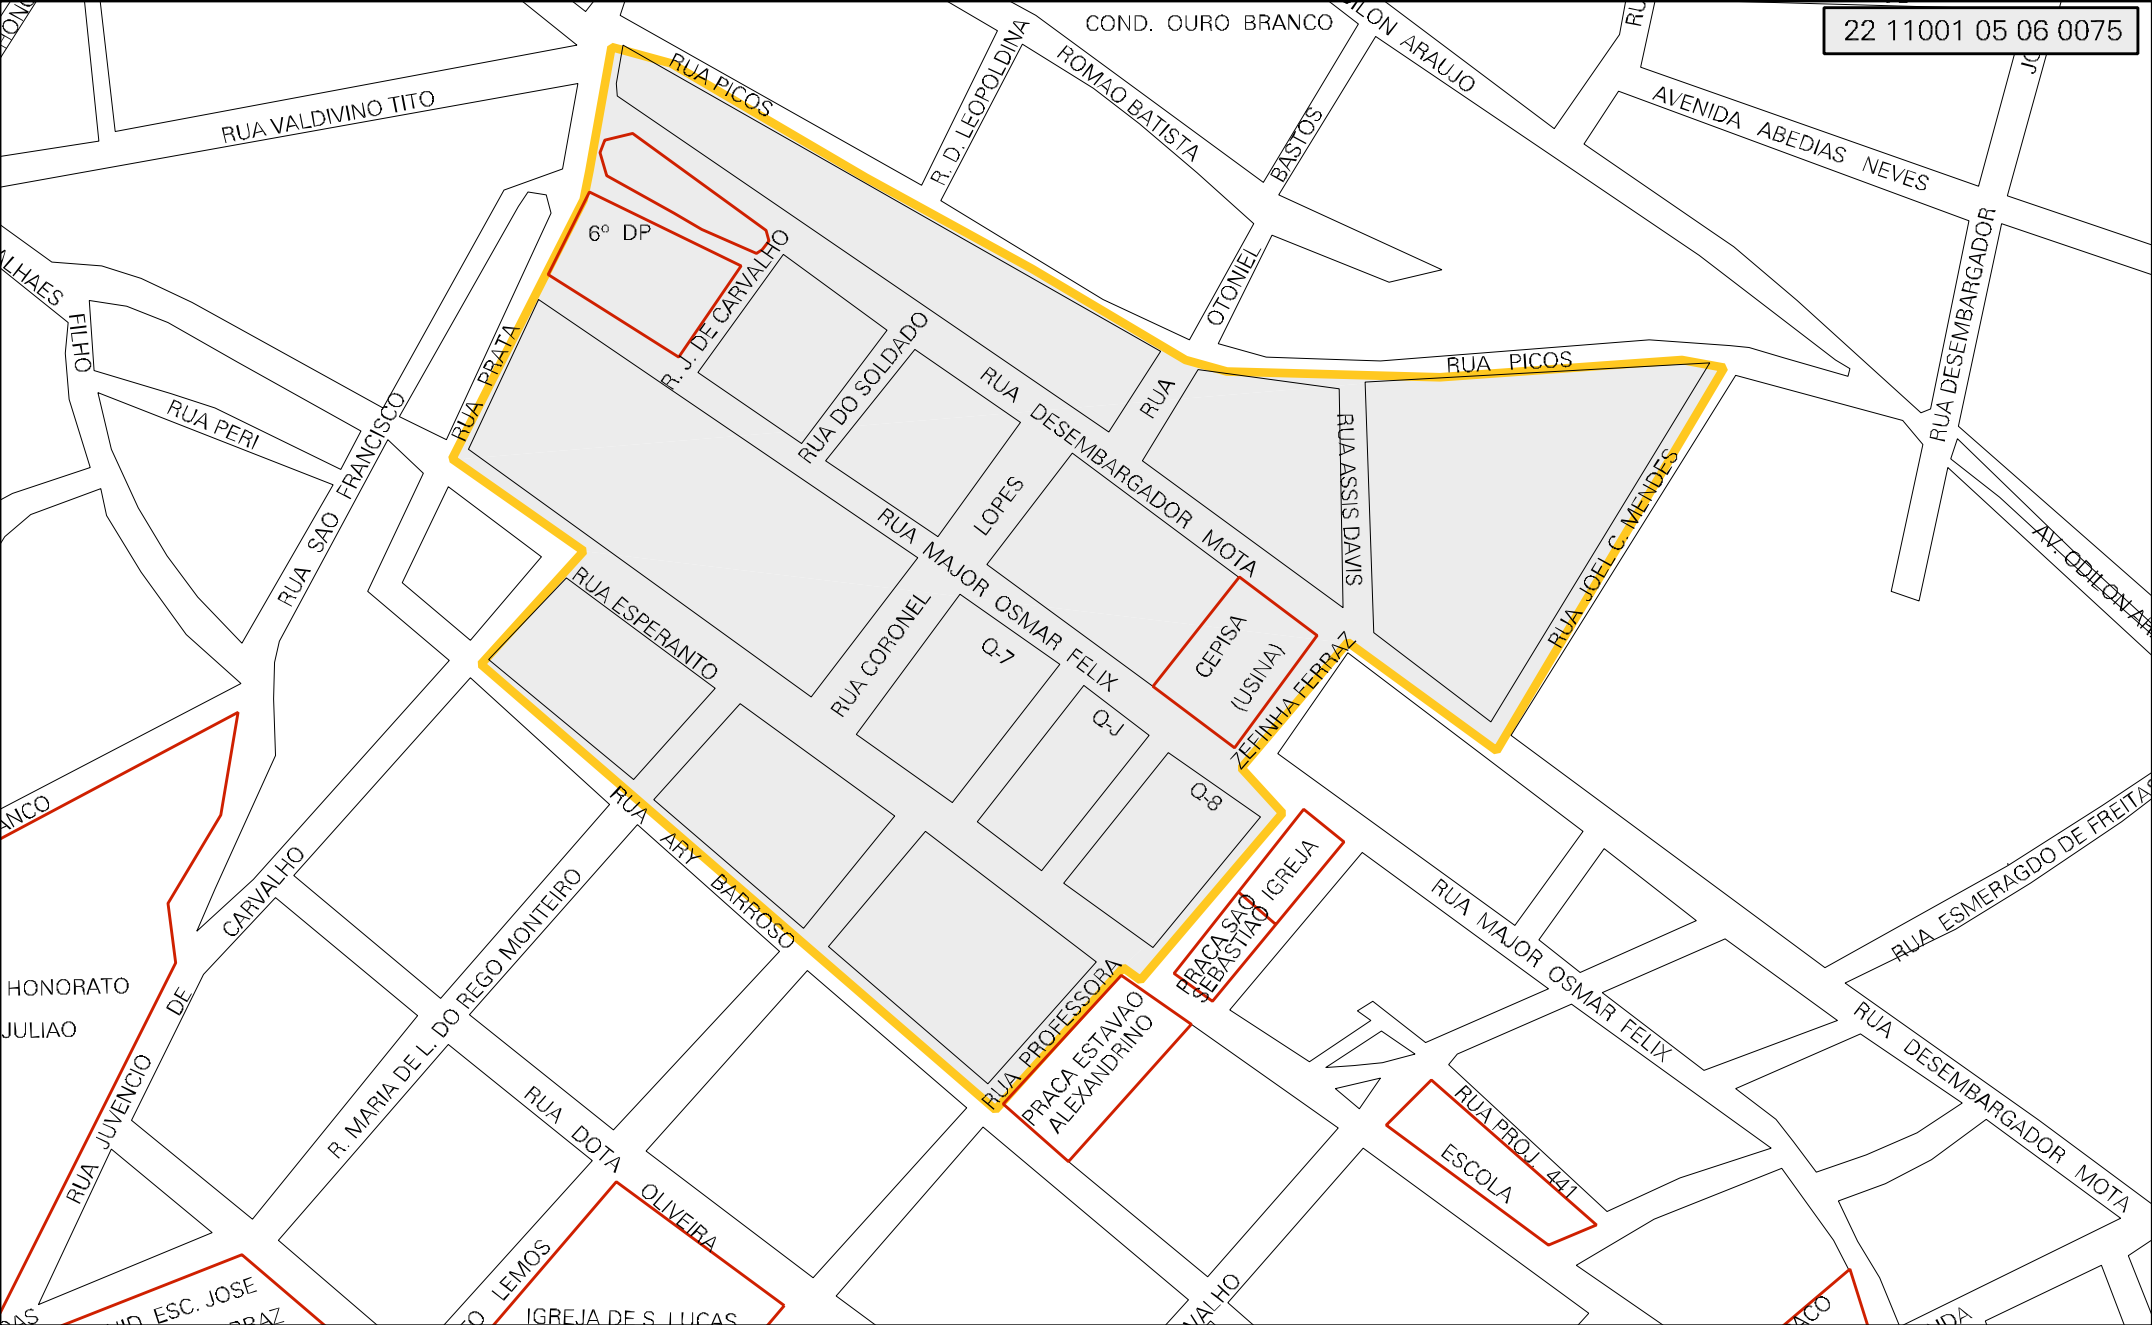 COND. OURO BRANCO
22 11001 05 06 0075
RUA PICOS
R. D. LEOPOLDINA
ROMAO BATISTA
ARAUJO
AVENIDA ABEDIAS NEVES
RUA VALDIVINO TITO
BASTOS
OTONIEL
RUA
6º DP
R. J. DE CARVALHO
RUA DO SOLDADO
RUA DESEMBARGADOR
RUA PICOS
FILHO
RUA PRATA
RUA PERI
RUA SAO FRANCISCO
RUA DESEMBARGADOR MOTA
RUA ASSIS DAVIS
RUA JOEL C. MENDES
LOPES
RUA MAJOR OSMAR FELIX
AV. ODILON
RUA ESPERANTO
RUA CORONEL
Q-7
CEPISA
(USINA)
ZEFINHA FERRAZ
Q-J
Q-8
RUA ARY BARROSO
CARVALHO
DE
RUA JUVENCIO
R. MARIA DE L. DO REGO MONTEIRO
IGREJA
PRACA SAO
SEBASTIAO
RUA MAJOR OSMAR FELIX
RUA ESMERAGDO DE FREITAS
HONORATO
JULIAO
RUA PROFESSORA
PRACA ESTAVAO
ALEXANDRINO
RUA DESEMBARGADOR MOTA
RUA PROJ. 441
ESCOLA
RUA DOTA
OLIVEIRA
LEMOS
IGREJA DE S. LUCAS
ESC. JOSE